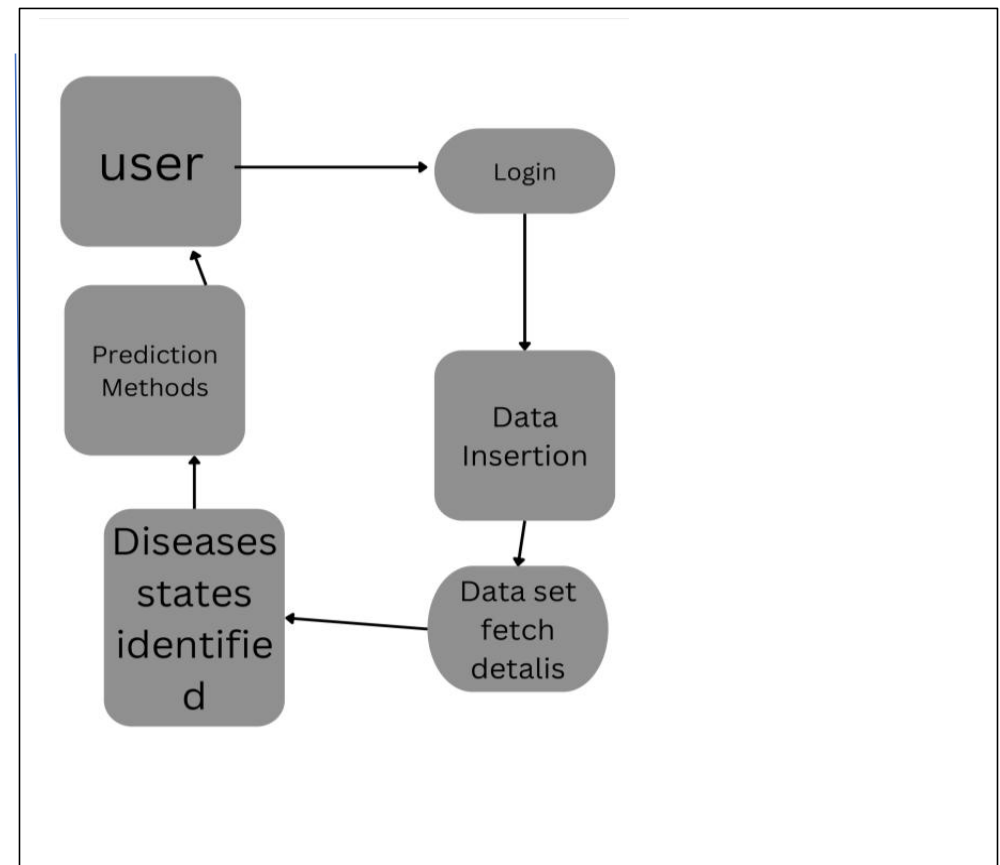 user
Login
Prediction
Methods
Data
Insertion
Diseases
states
identifie
d
Data set
fetch
detalis